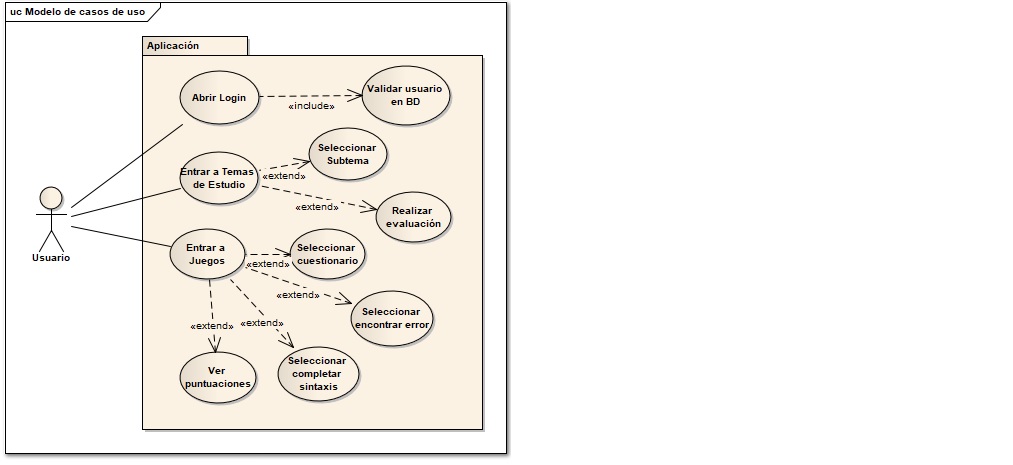 uc Modelo de casos de uso
Aplicación
Abrir Login
«include»
Validar usuario
en BD
Seleccionar
Subtema
Entrar a Temas
de Estudio
«extend»
«extend»
Realizar
evaluación
Usuario
Entrar a
Juegos
«extend»
Seleccionar
cuestionario
«extend»
Seleccionar
encontrar error
«extend»
«extend»
Ver
puntuaciones
Seleccionar
completar
sintaxis